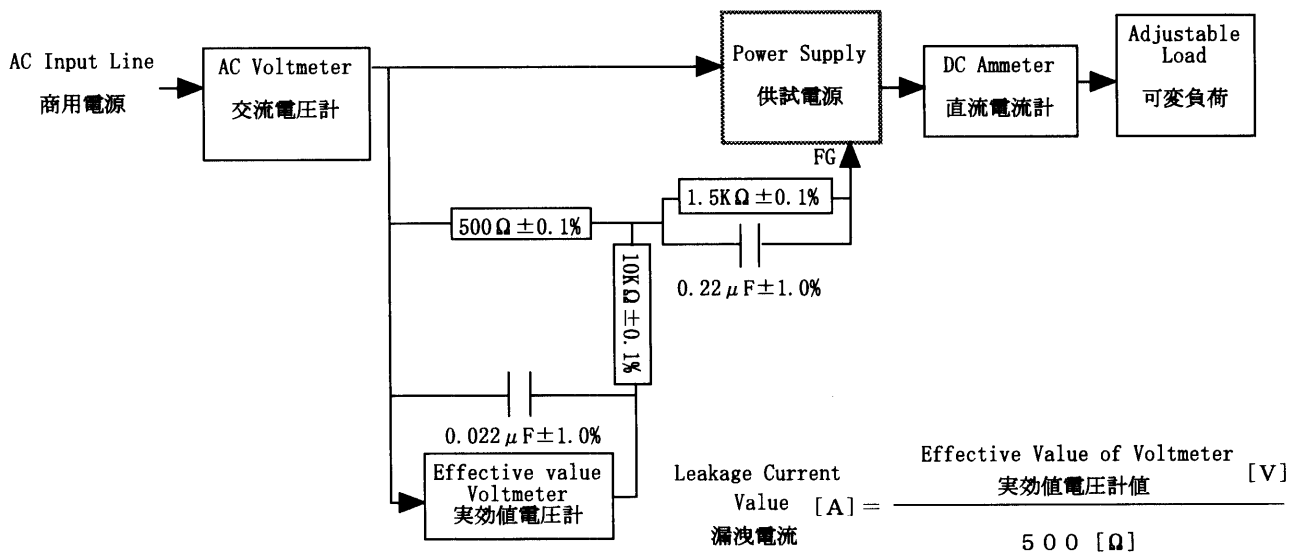 AC Input Line
商用電源
AC Voltmeter
交流電圧計
Power Supply
供試電源
DC Ammeter
直流電流計
Adjustable
Load
可変負荷
FG
1.5KΩ±0.1%
500Ω±0.1%
10KΩ±0.1%
0.22μF±1.0%
0.022μF±1.0%
Effective value
Voltmeter
実効値電圧計
Leakage Current
Value [A]=
漏洩電流
Effective Value of Voltmeter
実効値電圧計値 [V]
500 [Ω]